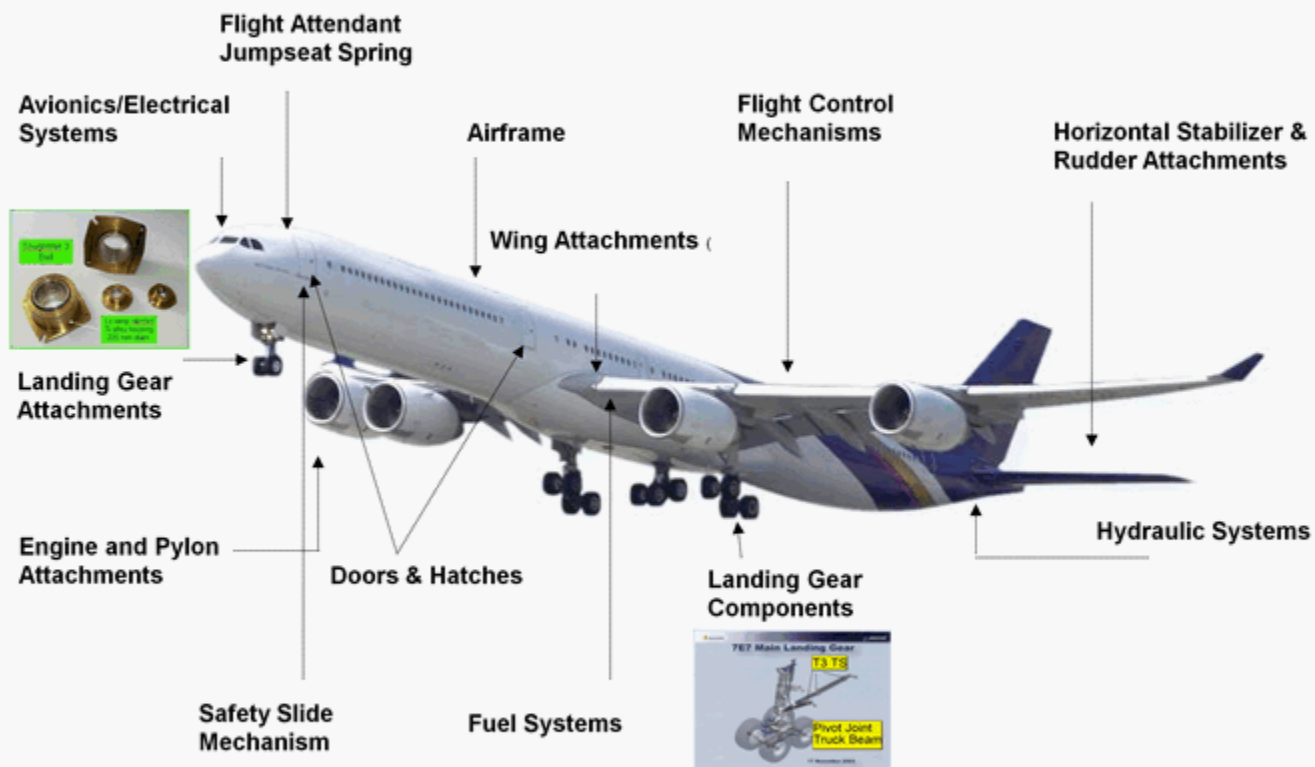 Flight Attendant
Jumpseat Spring
Avionics/Electrical
Systems
Airframe
Flight Control
Mechanisms
Horizontal Stabilizer &
Rudder Attachments
Wing Attachments (
Landing Gear
Attachments
Engine and Pylon
Attachments
Doors & Hatches
Landing Gear
Components
Hydraulic Systems
7E7 Main Landing Gear
T3 TS
Pivot Joint
Truck Beam
Safety Slide
Mechanism
Fuel Systems